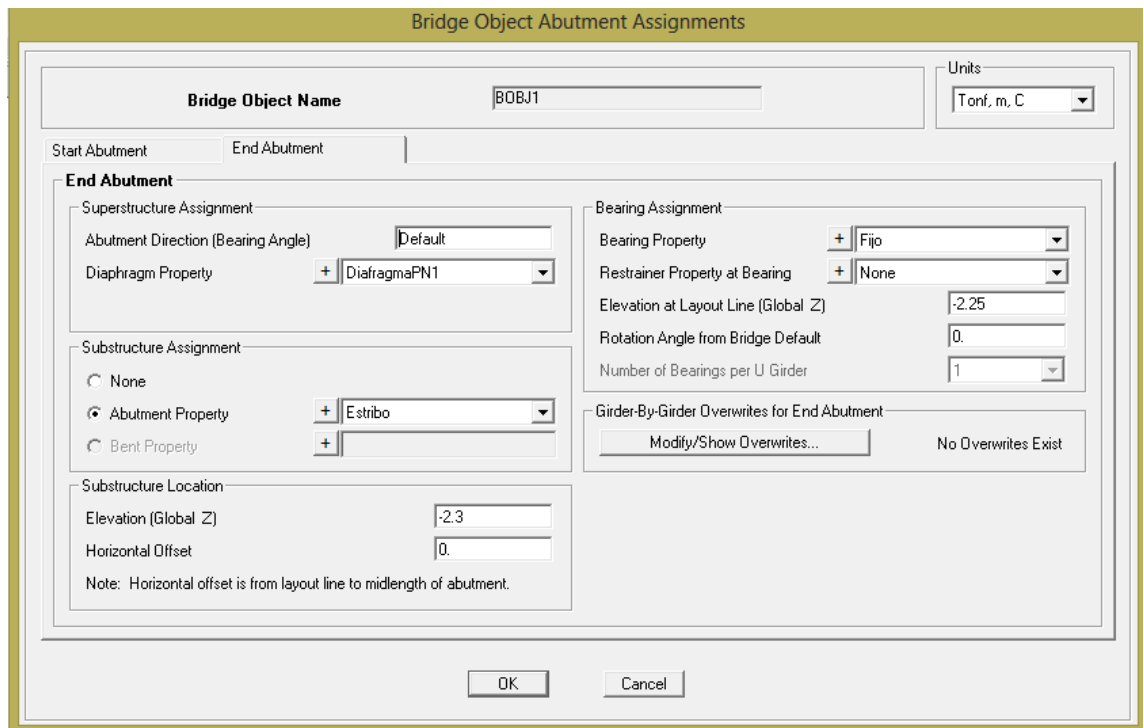 Bridge Object Abutment Assignments
Bridge Object Name
BOBJ1
Units
Tonf, m, C
Start Abutment
End Abutment
End Abutment
Superstructure Assignment
Abutment Direction (Bearing Angle)
Default
Diaphragm Property
+
DiafragmaPN1
Substructure Assignment
None
Abutment Property
+
Estribo
Bent Property
+
Substructure Location
Elevation (Global Z)
-2.3
Horizontal Offset
0.
Note: Horizontal offset is from layout line to midlength of abutment.
Bearing Assignment
Bearing Property
+
Fijo
Restrainer Property at Bearing
+
None
Elevation at Layout Line (Global Z)
-2.25
Rotation Angle from Bridge Default
0.
Number of Bearings per U Girder
1
Girder-By-Girder Overwrites for End Abutment
Modify/Show Overwrites...
No Overwrites Exist
OK
Cancel